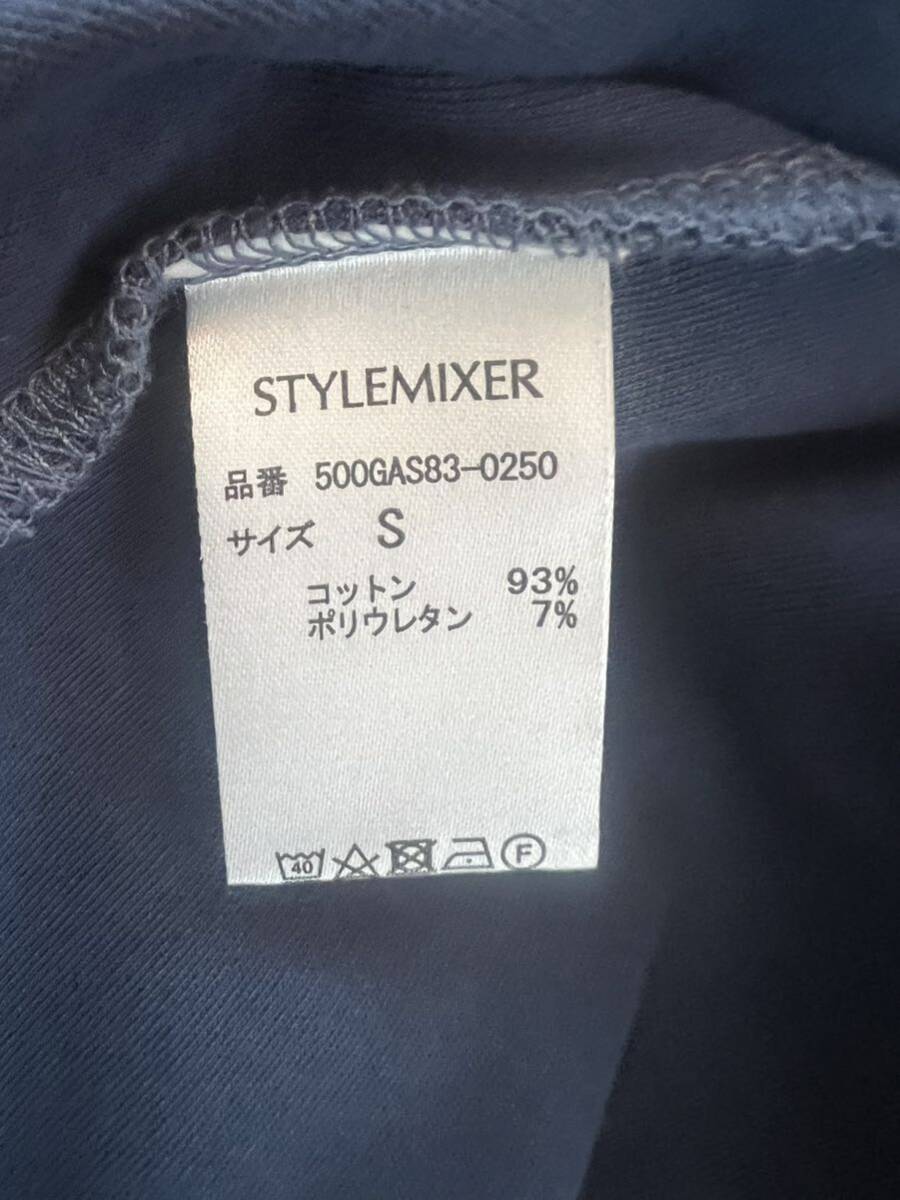 STYLEMIXER
品番 500GAS83-0250
サイズ S
コットン 93%
ポリウレタン 7%
40 F